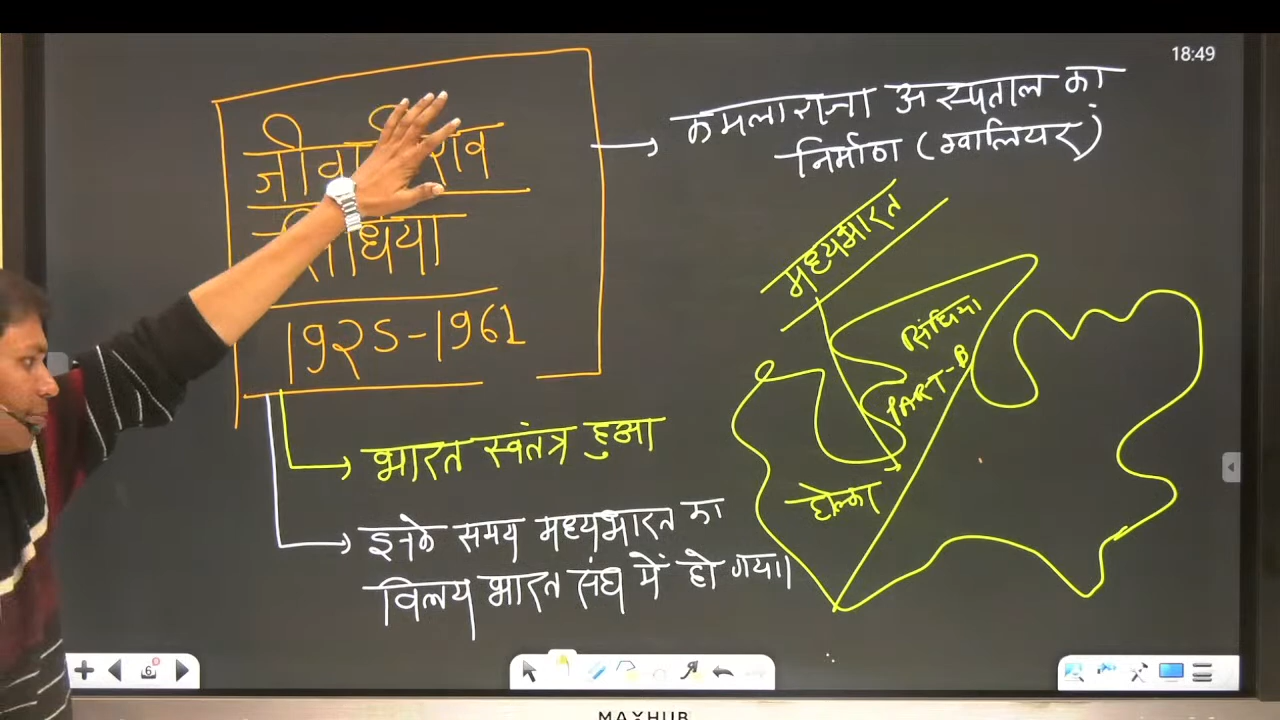 18:49
सिंधिया
1925-1961
कमलाराजा अस्पताल का
निर्माण (ग्वालियर)
मध्यभारत
सिंधिया
PART-B
होल्कर
भारत स्वतंत्र हुआ
इनके समय मध्यभारत का
विलय भारत संघ में हो गया।
6
MAXHUB